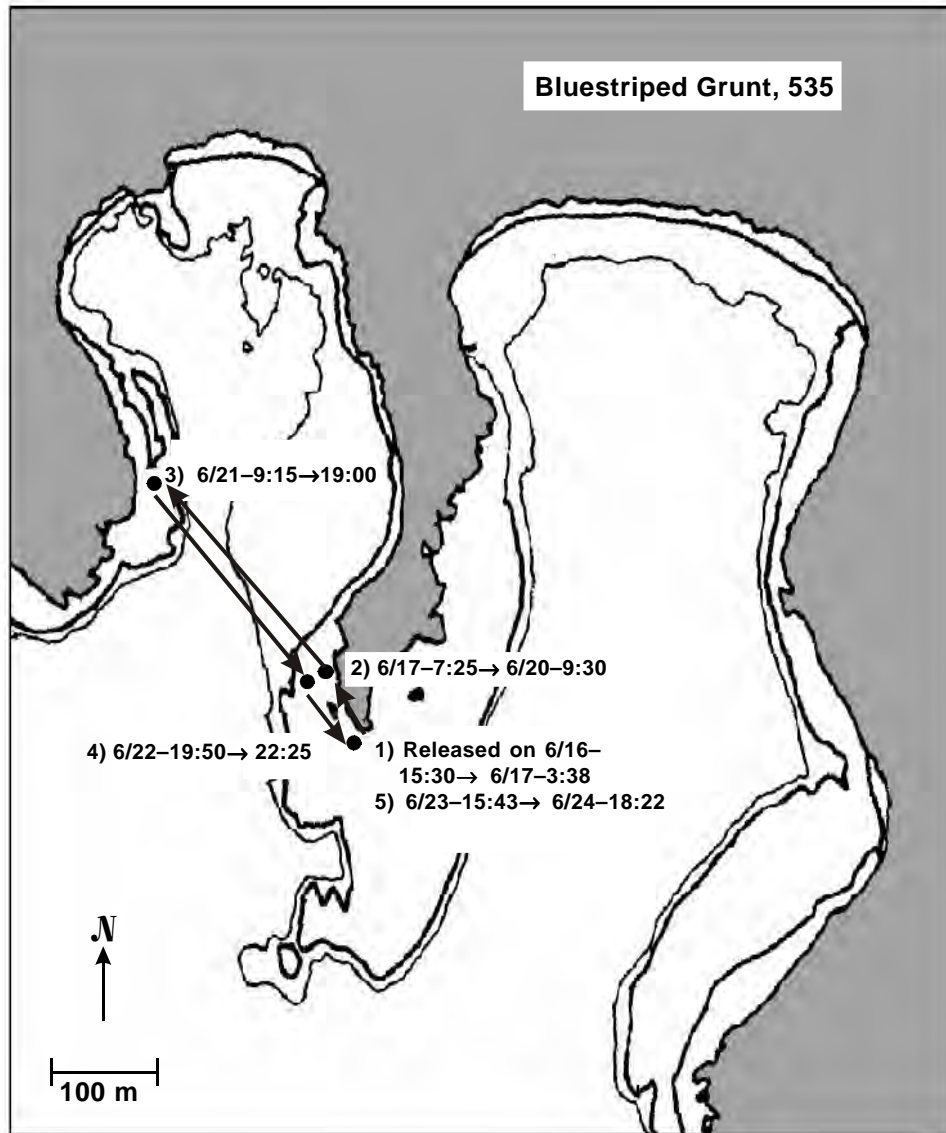 Bluestriped Grunt, 535
3) 6/21–9:15→19:00
2) 6/17–7:25→ 6/20–9:30
4) 6/22–19:50→ 22:25
1) Released on 6/16–
15:30→ 6/17–3:38
5) 6/23–15:43→ 6/24–18:22
N
100 m